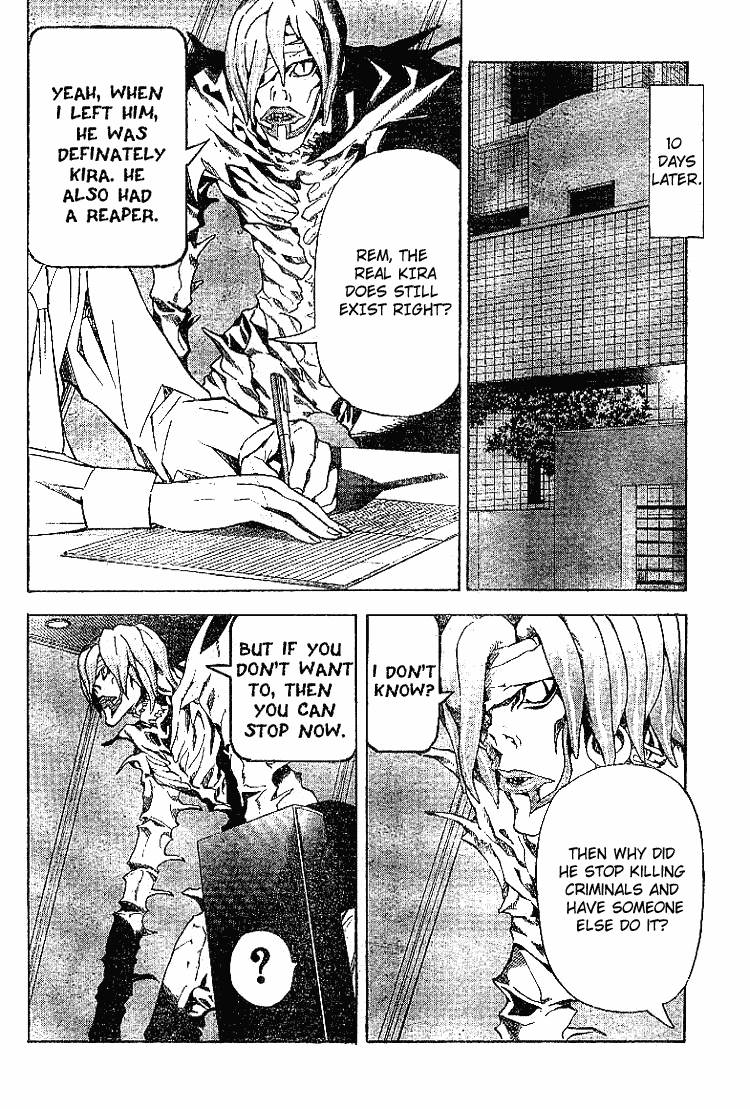 10
DAYS
LATER.
REM, THE
REAL KIRA
DOES STILL
EXIST RIGHT?
YEAH, WHEN
I LEFT HIM,
HE WAS
DEFINATELY
KIRA. HE
ALSO HAD
A REAPER.
THEN WHY DID
HE STOP KILLING
CRIMINALS AND
HAVE SOMEONE
ELSE DO IT?
I DON'T
KNOW?
BUT IF YOU
DON'T WANT
TO, THEN
YOU CAN
STOP NOW.
?